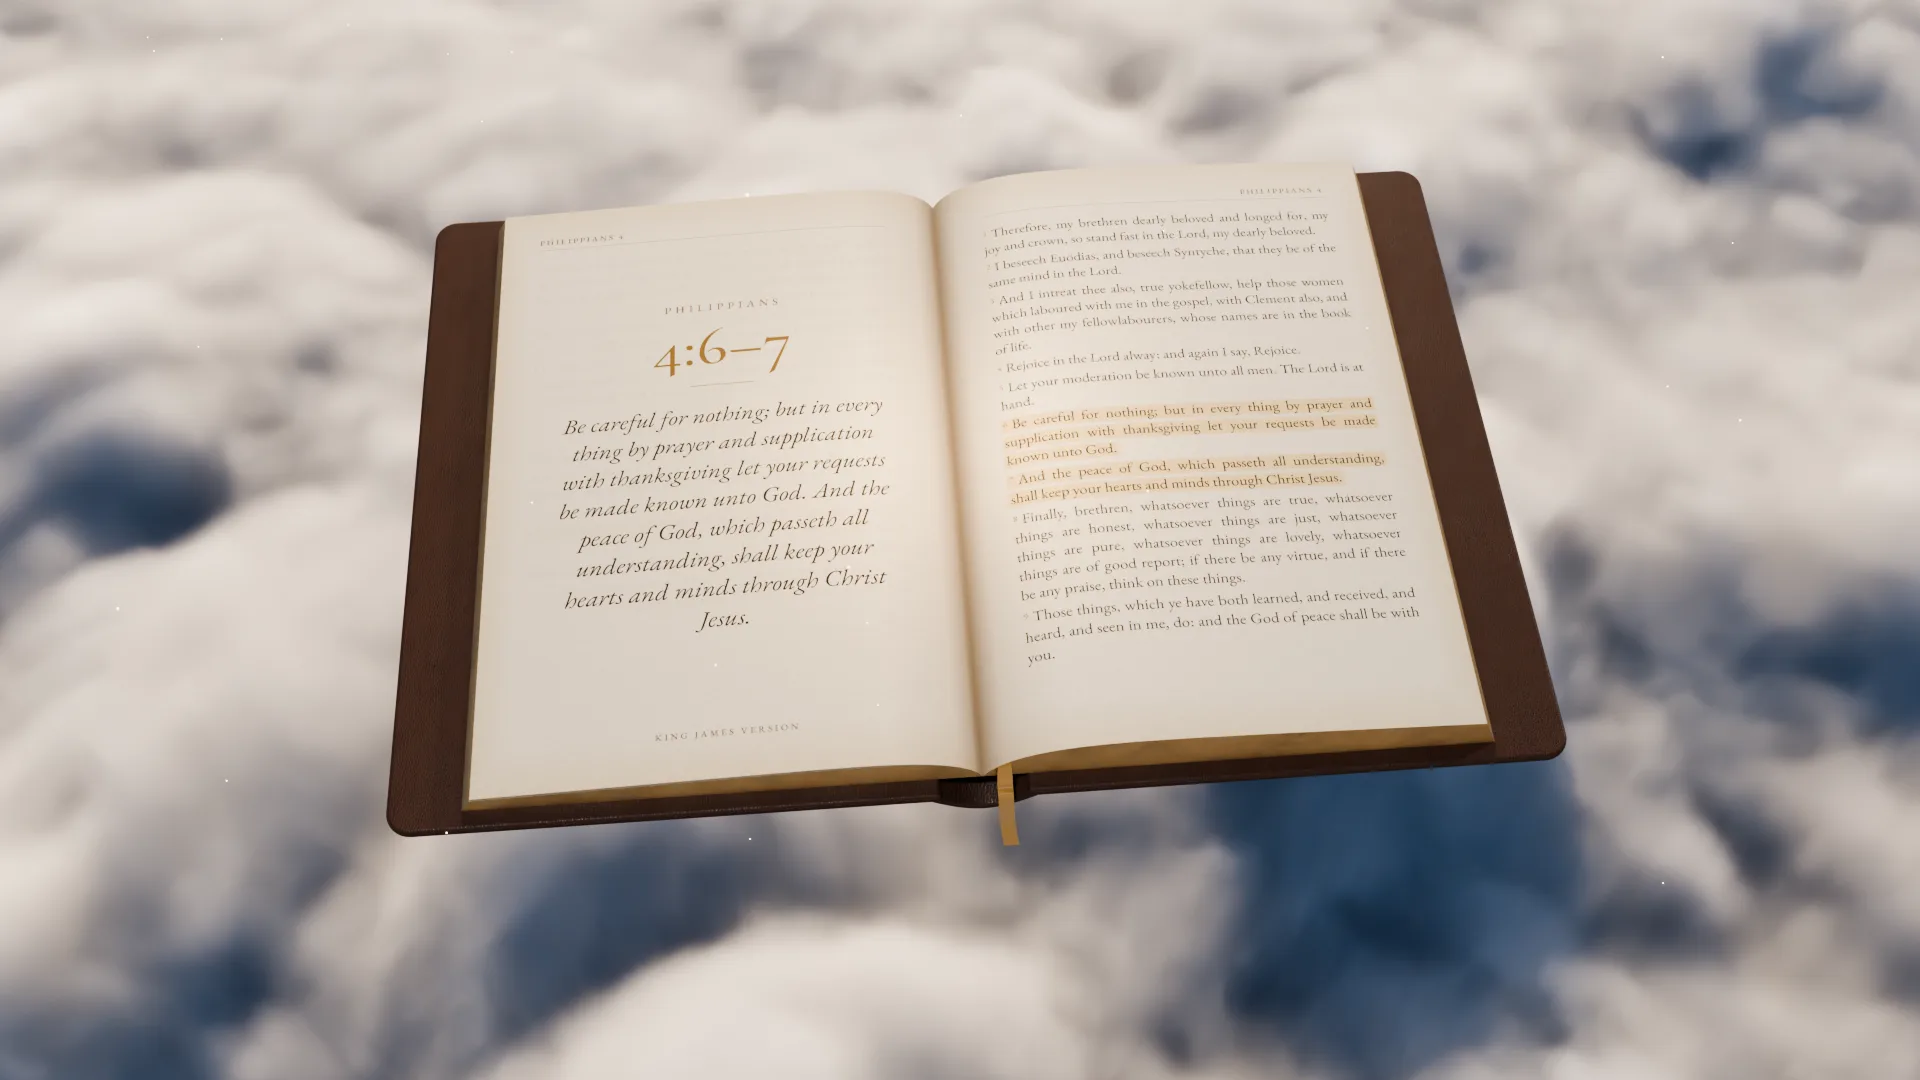 PHILIPPIANS 4
PHILIPPIANS
4:6–7
Be careful for nothing; but in every
thing by prayer and supplication
with thanksgiving let your requests
be made known unto God. And the
peace of God, which passeth all
understanding, shall keep your
hearts and minds through Christ
Jesus.
KING JAMES VERSION
PHILIPPIANS 4
Therefore, my brethren dearly beloved and longed for, my
joy and crown, so stand fast in the Lord, my dearly beloved.
I beseech Euodias, and beseech Syntyche, that they be of the
same mind in the Lord.
And I intreat thee also, true yokefellow, help those women
which laboured with me in the gospel, with Clement also, and
with other my fellowlabourers, whose names are in the book
of life.
Rejoice in the Lord alway: and again I say, Rejoice.
Let your moderation be known unto all men. The Lord is at
hand.
Be careful for nothing; but in every thing by prayer and
supplication with thanksgiving let your requests be made
known unto God.
And the peace of God, which passeth all understanding,
shall keep your hearts and minds through Christ Jesus.
8 Finally, brethren, whatsoever things are true, whatsoever
things are honest, whatsoever things are just, whatsoever
things are pure, whatsoever things are lovely, whatsoever
things are of good report; if there be any virtue, and if there
be any praise, think on these things.
Those things, which ye have both learned, and received, and
heard, and seen in me, do: and the God of peace shall be with
you.